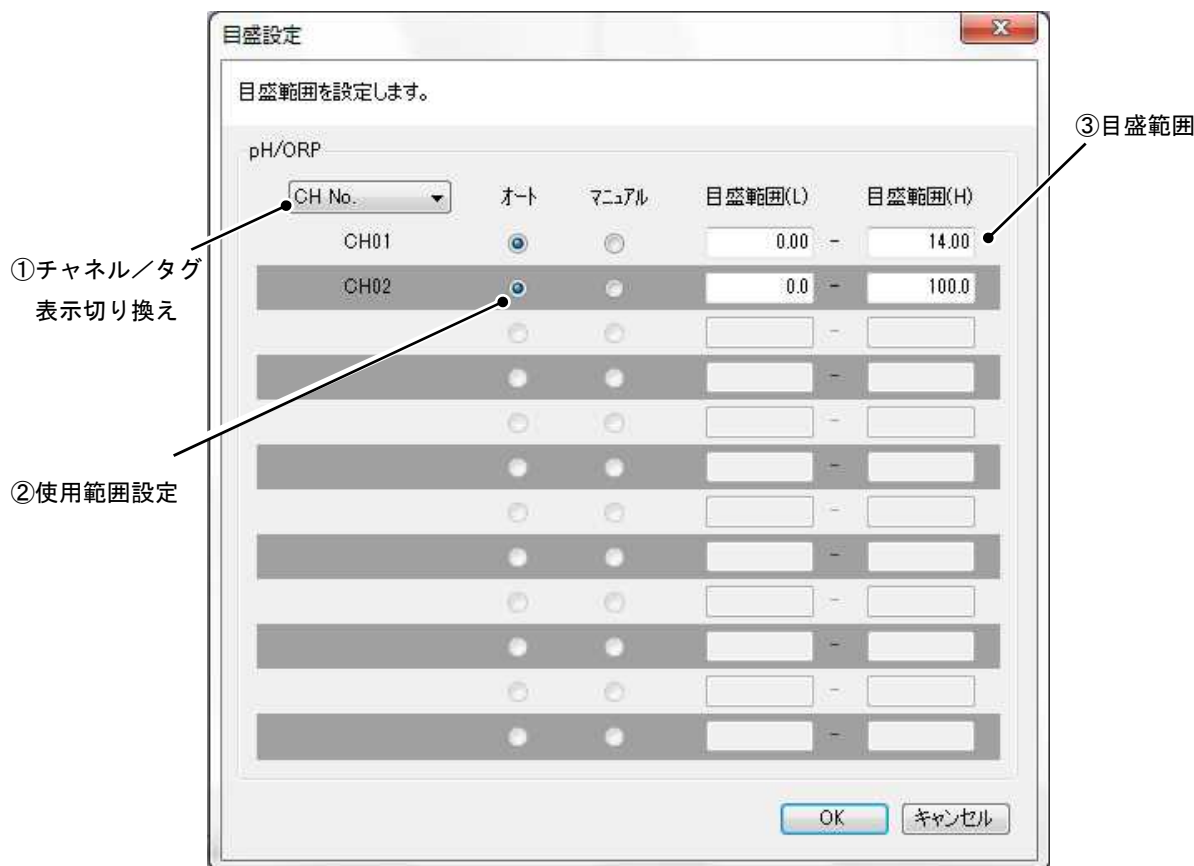 目盛設定
目盛範囲を設定します。
③目盛範囲
pH/ORP
CH No. オート マニュアル 目盛範囲(L) 目盛範囲(H)
CH01 0.00 - 14.00
①チャネル／タグ
表示切り換え
CH02 0.0 - 100.0
-
-
-
-
②使用範囲設定
-
-
-
-
-
-
OK キャンセル